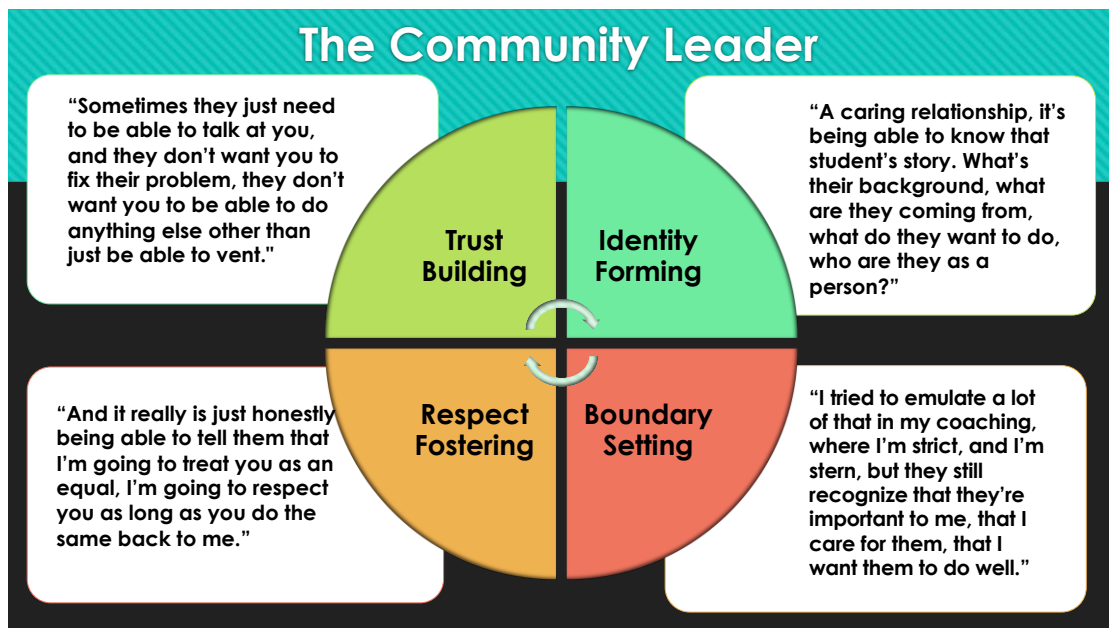 The Community Leader
“Sometimes they just need
to be able to talk at you,
and they don’t want you to
fix their problem, they don’t
want you to be able to do
anything else other than
just be able to vent."
“A caring relationship, it’s
being able to know that
student’s story. What’s
their background, what
are they coming from,
what do they want to do,
who are they as a
person?”
Trust
Building
Identity
Forming
Respect
Fostering
Boundary
Setting
“And it really is just honestly
being able to tell them that
I’m going to treat you as an
equal, I’m going to respect
you as long as you do the
same back to me.”
“I tried to emulate a lot
of that in my coaching,
where I’m strict, and I’m
stern, but they still
recognize that they’re
important to me, that I
care for them, that I
want them to do well.”